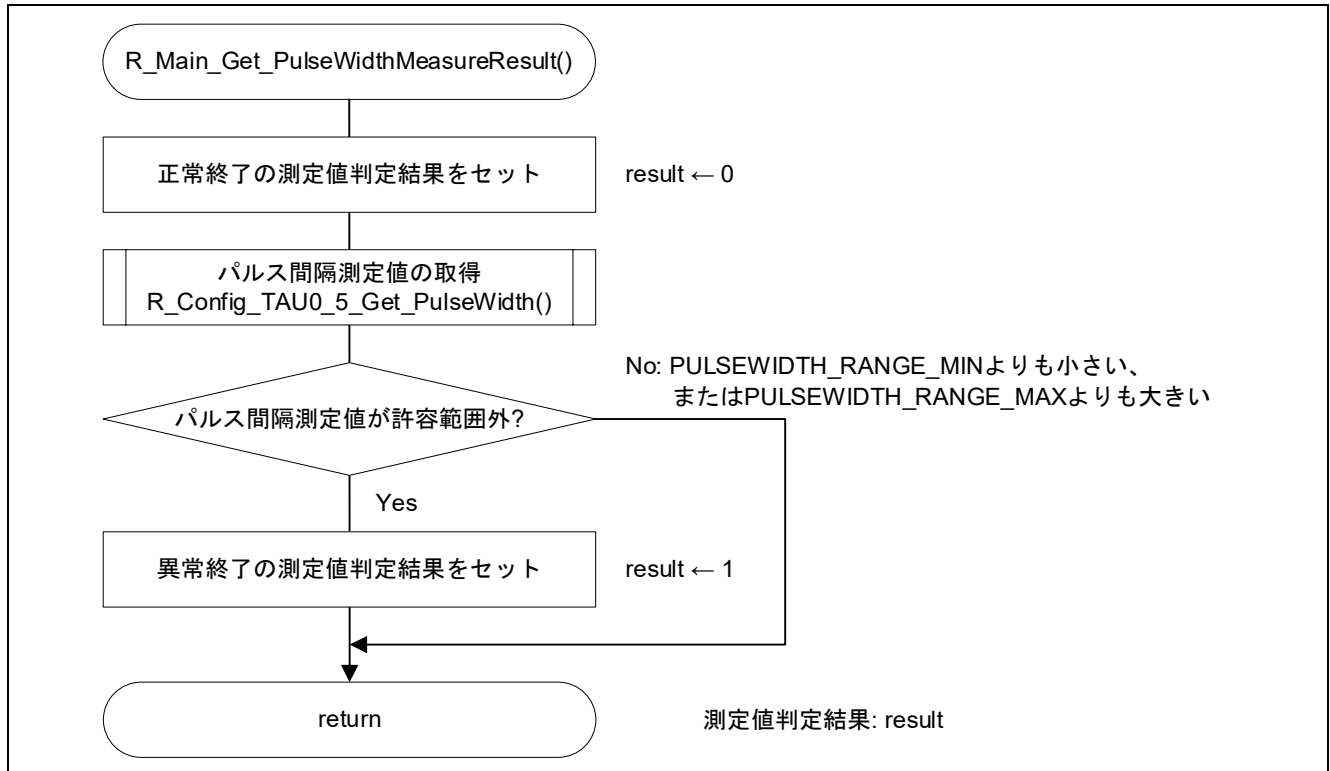 R_Main_Get_PulseWidthMeasureResult()
正常終了の測定値判定結果をセット
result ← 0
パルス間隔測定値の取得
R_Config_TAU0_5_Get_PulseWidth()
No: PULSEWIDTH_RANGE_MINよりも小さい、
またはPULSEWIDTH_RANGE_MAXよりも大きい
パルス間隔測定値が許容範囲外?
Yes
異常終了の測定値判定結果をセット
result ← 1
return
測定値判定結果: result